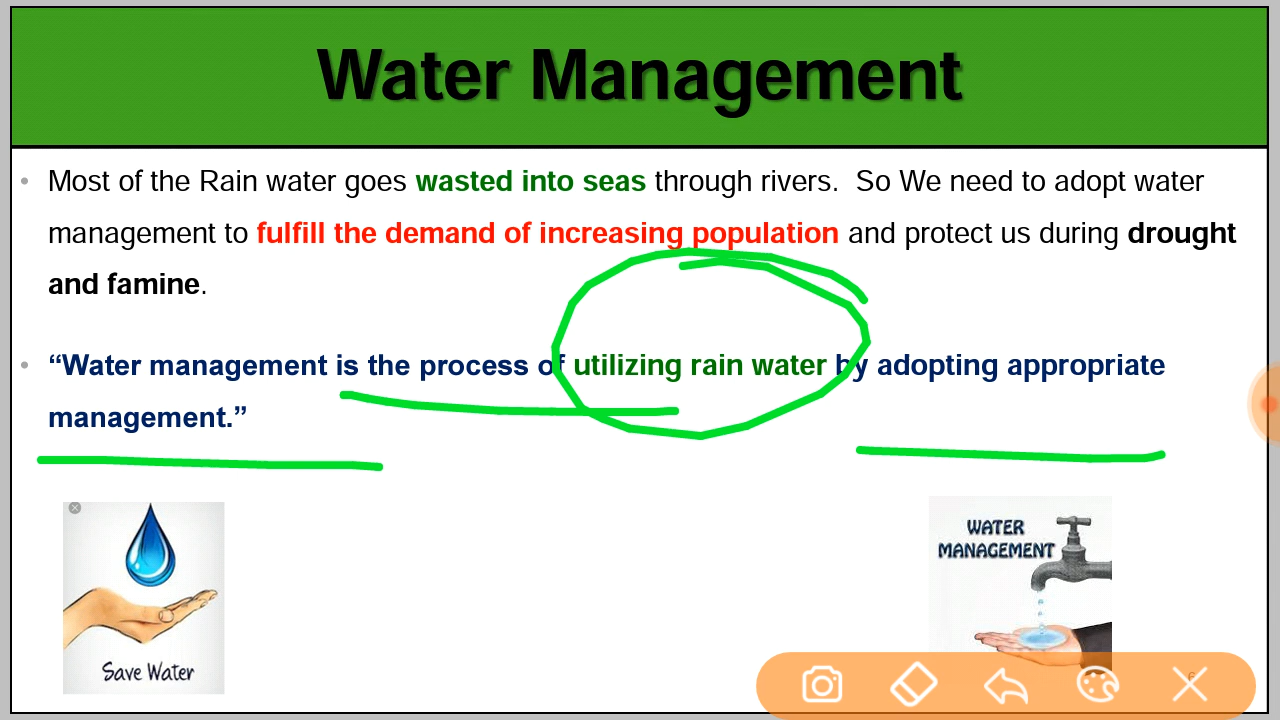 Water Management
• Most of the Rain water goes wasted into seas through rivers.  So We need to adopt water
management to fulfill the demand of increasing population and protect us during drought
and famine.
• “Water management is the process of utilizing rain water by adopting appropriate
management.”
Save Water
WATER
MANAGEMENT
6